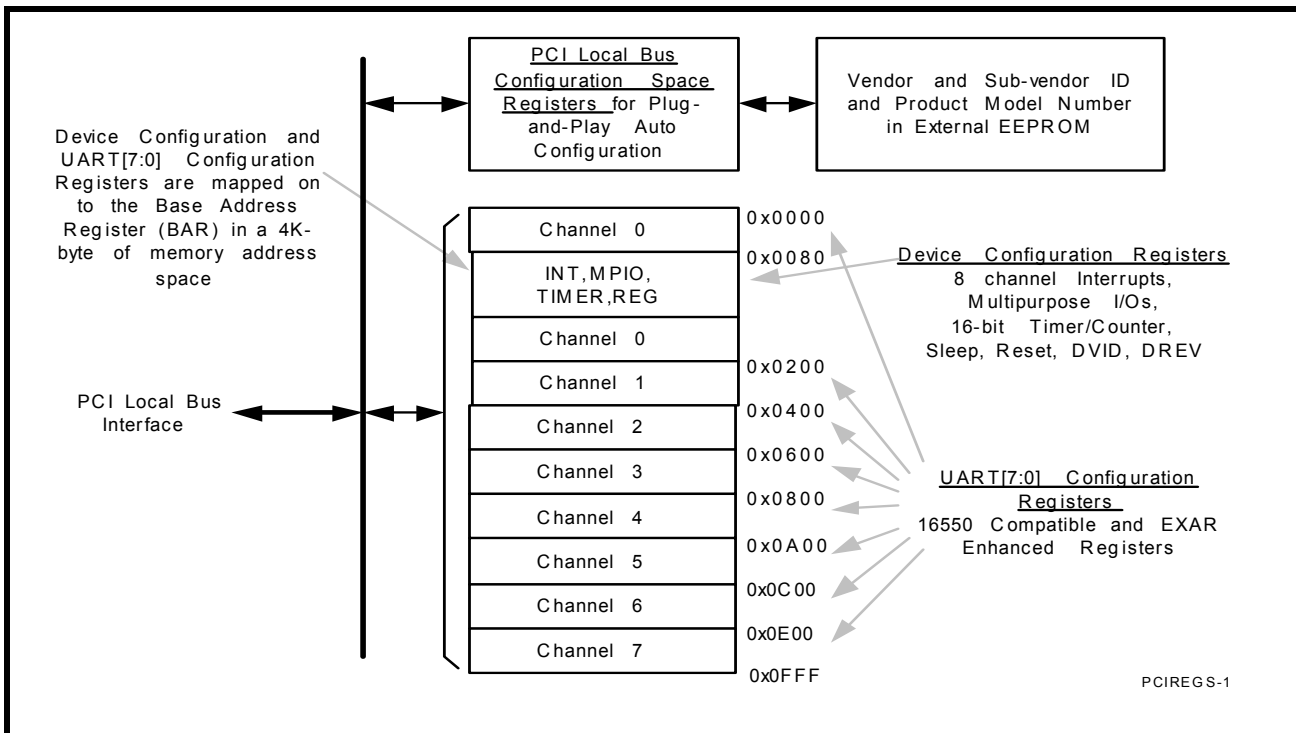 PCI Local Bus
Configuration Space
Registers for Plug-
and-Play Auto
Configuration
Vendor and Sub-vendor ID
and Product Model Number
in External EEPROM
Device Configuration and
UART[7:0] Configuration
Registers are mapped on
to the Base Address
Register (BAR) in a 4K-
byte of memory address
space
PCI Local Bus
Interface
Channel 0
INT,MPIO,
TIMER,REG
Channel 0
Channel 1
Channel 2
Channel 3
Channel 4
Channel 5
Channel 6
Channel 7
0x0000
0x0080
0x0200
0x0400
0x0600
0x0800
0x0A00
0x0C00
0x0E00
0x0FFF
Device Configuration Registers
8 channel Interrupts,
Multipurpose I/Os,
16-bit Timer/Counter,
Sleep, Reset, DVID, DREV
UART[7:0] Configuration
Registers
16550 Compatible and EXAR
Enhanced Registers
PCIREGS-1